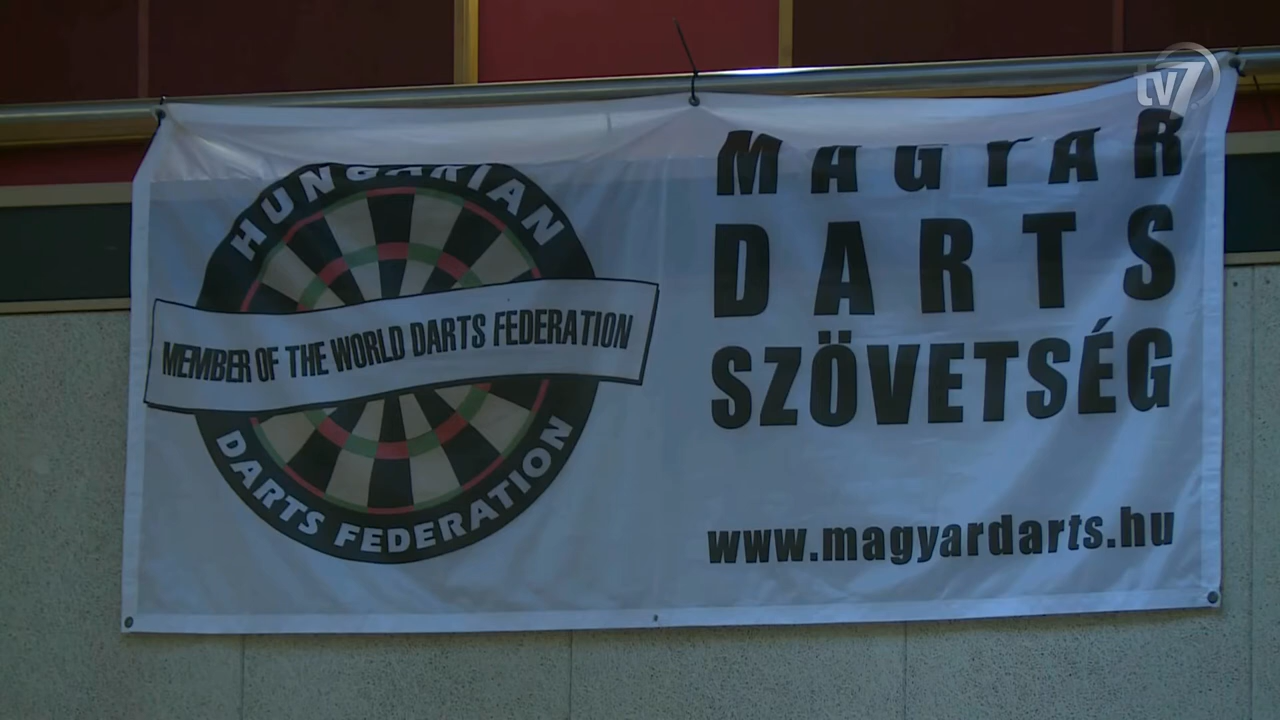 tv7
HUNGARIAN
MEMBER OF THE WORLD DARTS FEDERATION
DARTS FEDERATION
MAGYAR
DARTS
SZÖVETSÉG
www.magyardarts.hu